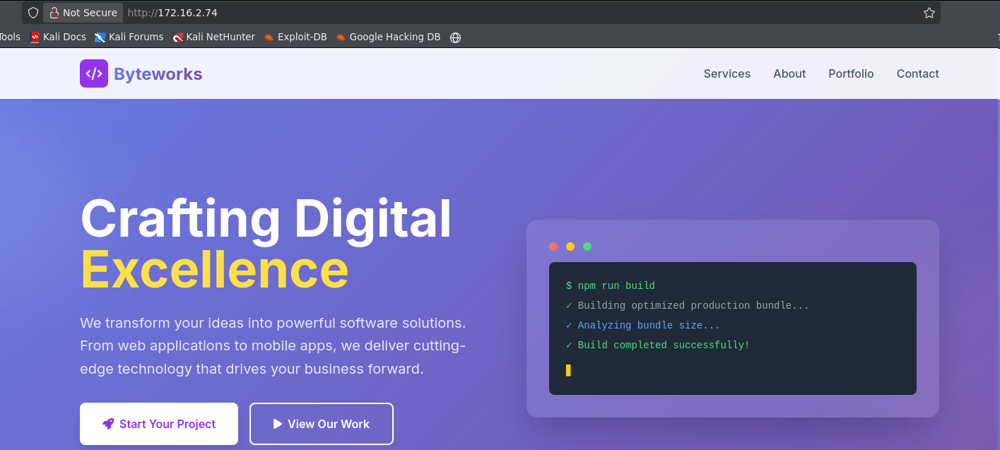 Not Secure http://172.16.2.74
Tools Kali Docs Kali Forums Kali NetHunter Exploit-DB Google Hacking DB
Byteworks Services About Portfolio Contact
Crafting Digital
Excellence
We transform your ideas into powerful software solutions.
From web applications to mobile apps, we deliver cutting-
edge technology that drives your business forward.
Start Your Project View Our Work
$ npm run build
✓ Building optimized production bundle...
✓ Analyzing bundle size...
✓ Build completed successfully!